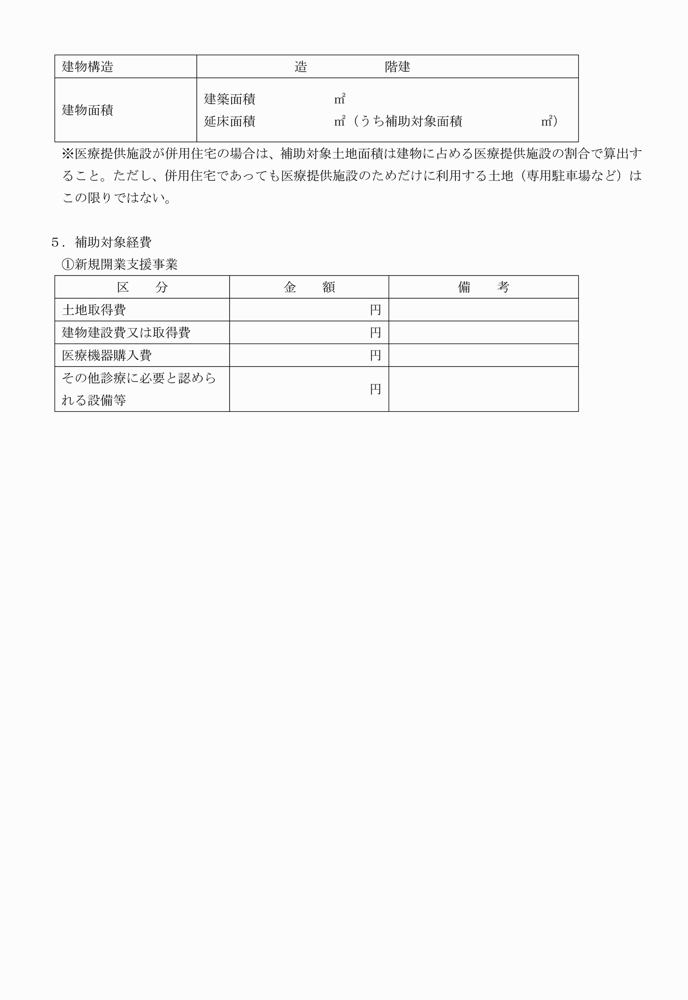 建物構造　　　　　　　　造　　　　　　階建
建物面積
建築面積　　　　　　㎡
延床面積　　　　　　㎡（うち補助対象面積　　　　　　㎡）
※医療提供施設が併用住宅の場合は、補助対象土地面積は建物に占める医療提供施設の割合で算出す
ること。ただし、併用住宅であっても医療提供施設のためだけに利用する土地（専用駐車場など）は
この限りではない。
５．補助対象経費
①新規開業支援事業
区　　分　　金　　額　　備　　考
土地取得費　　円
建物建設費又は取得費　　円
医療機器購入費　　円
その他診療に必要と認めら
れる設備等
円